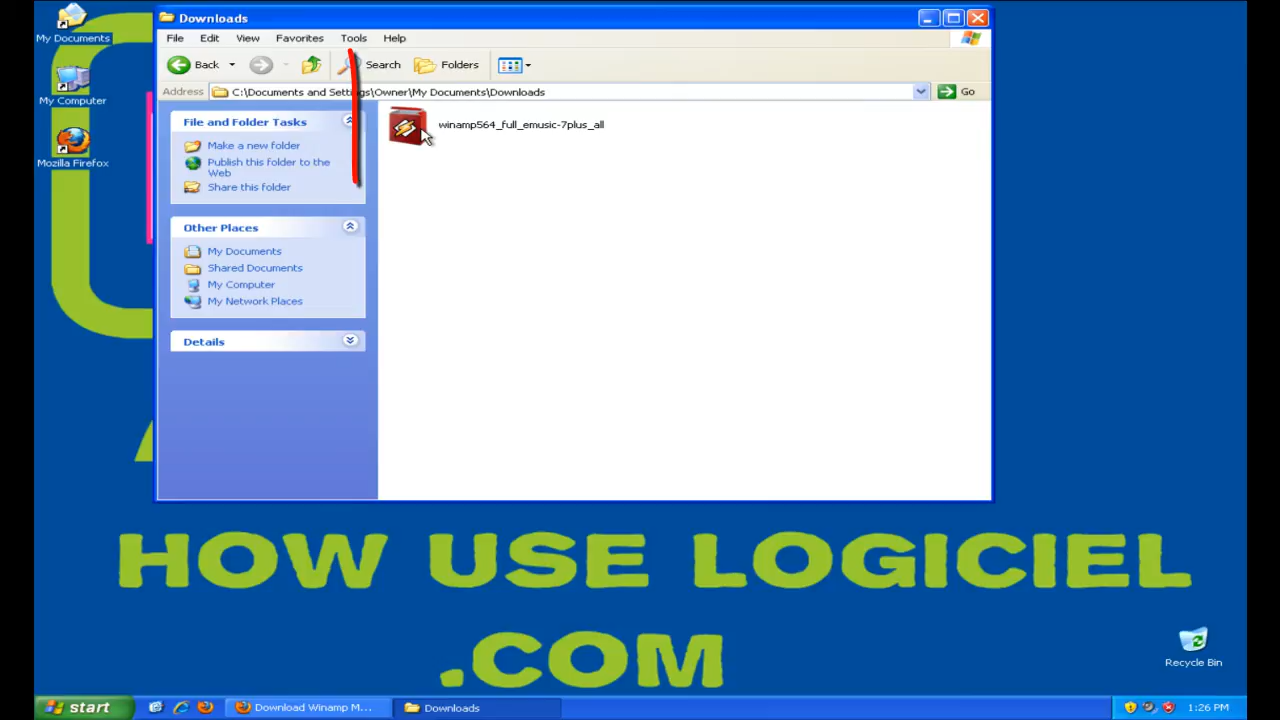 My Documents
My Computer
Mozilla Firefox
Downloads
File Edit View Favorites Tools Help
Back Search Folders
Address C:\Documents and Settings\Owner\My Documents\Downloads Go
File and Folder Tasks
Make a new folder
Publish this folder to the
Web
Share this folder
Other Places
My Documents
Shared Documents
My Computer
My Network Places
Details
winamp564_full_emusic-7plus_all
HOW USE LOGICIEL
.COM
Recycle Bin
start Download Winamp M... Downloads 1:26 PM